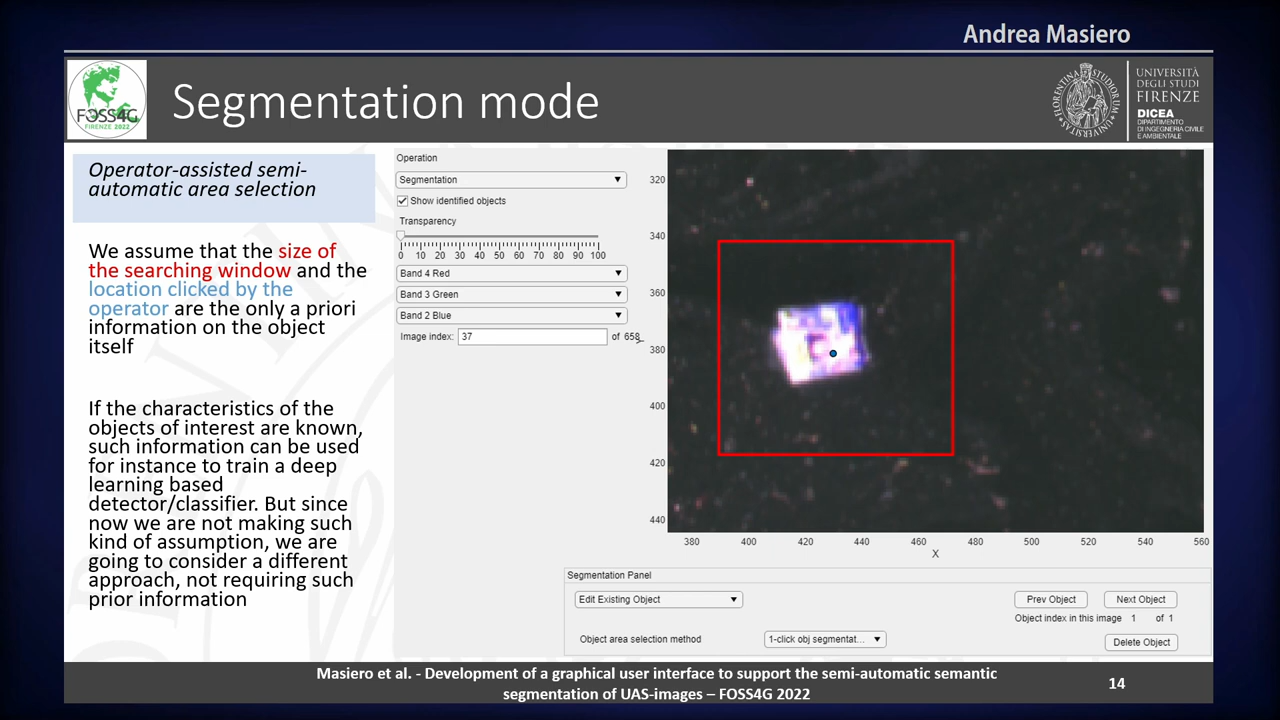 Andrea Masiero
FOSS4G
FIRENZE 2022
Segmentation mode
UNIVERSITÀ
DEGLI STUDI
FIRENZE
DICEA
DIPARTIMENTO
DI INGEGNERIA CIVILE
E AMBIENTALE
Operator-assisted semi-
automatic area selection
We assume that the size of
the searching window and the
location clicked by the
operator are the only a priori
information on the object
itself
If the characteristics of the
objects of interest are known,
such information can be used
for instance to train a deep
learning based
detector/classifier. But since
now we are not making such
kind of assumption, we are
going to consider a different
approach, not requiring such
prior information
Operation
Segmentation
Show identified objects
Transparency
0 10 20 30 40 50 60 70 80 90 100
Band 4 Red
Band 3 Green
Band 2 Blue
Image index: 37 of 658
320
340
360
380
400
420
440
380 400 420 440 460 480 500 520 540 560
X
Segmentation Panel
Edit Existing Object
Prev Object Next Object
Object index in this image 1 of 1
Object area selection method 1-click obj segmentat...
Delete Object
Masiero et al. - Development of a graphical user interface to support the semi-automatic semantic
segmentation of UAS-images – FOSS4G 2022
14